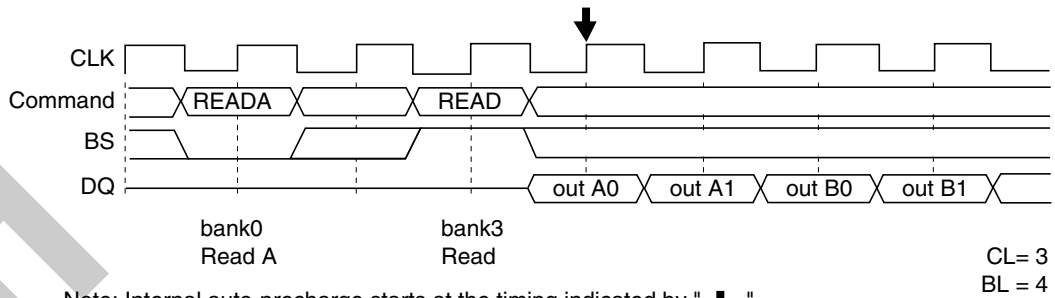 CLK
Command
READA
READ
BS
DQ
out A0
out A1
out B0
out B1
bank0
Read A
bank3
Read
CL= 3
BL = 4
Note: Internal auto-precharge starts at the timing indicated by " ".